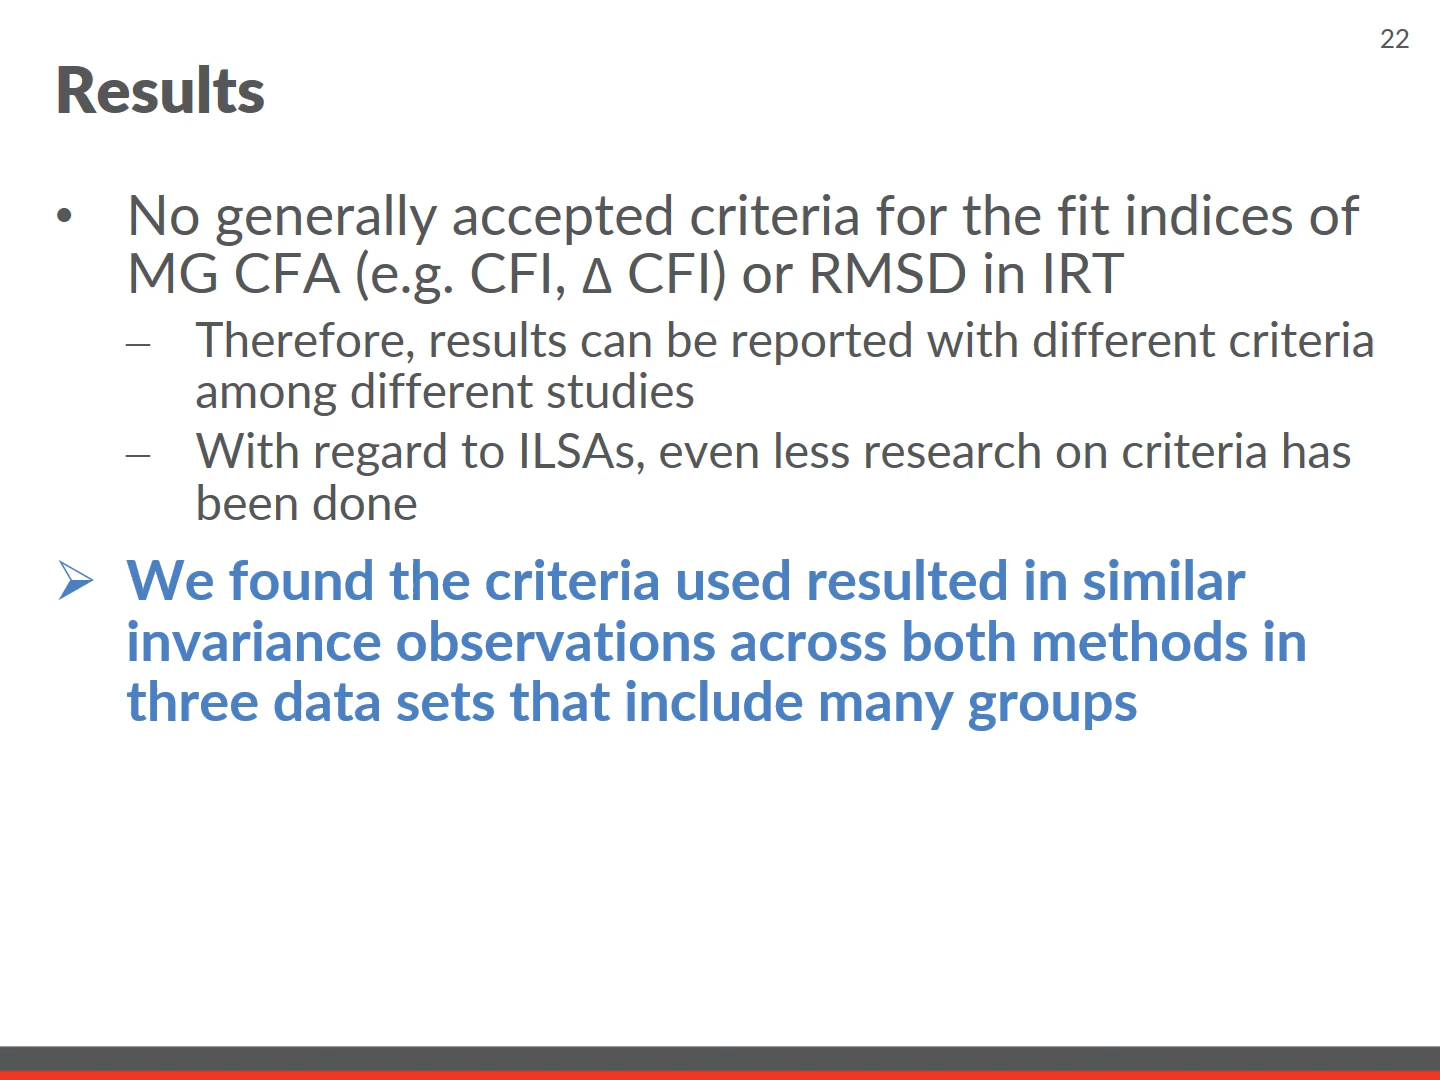 22
Results
• No generally accepted criteria for the fit indices of
MG CFA (e.g. CFI, Δ CFI) or RMSD in IRT
– Therefore, results can be reported with different criteria
among different studies
– With regard to ILSAs, even less research on criteria has
been done
➢ We found the criteria used resulted in similar
invariance observations across both methods in
three data sets that include many groups